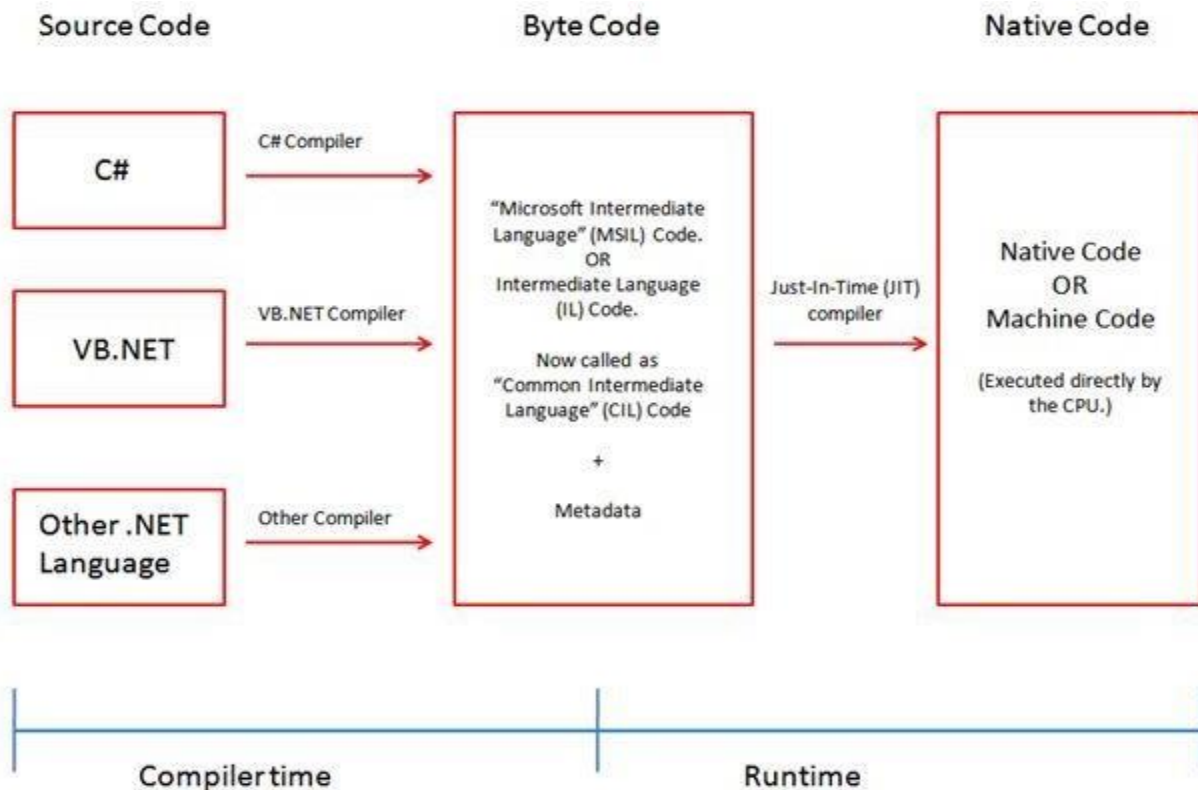 Source Code
Byte Code
Native Code
C#
C# Compiler
VB.NET
VB.NET Compiler
Other .NET
Language
Other Compiler
“Microsoft Intermediate
Language” (MSIL) Code.
OR
Intermediate Language
(IL) Code.
Now called as
“Common Intermediate
Language” (CIL) Code
+
Metadata
Just-In-Time (JIT)
compiler
Native Code
OR
Machine Code
(Executed directly by
the CPU.)
Compiler time
Runtime